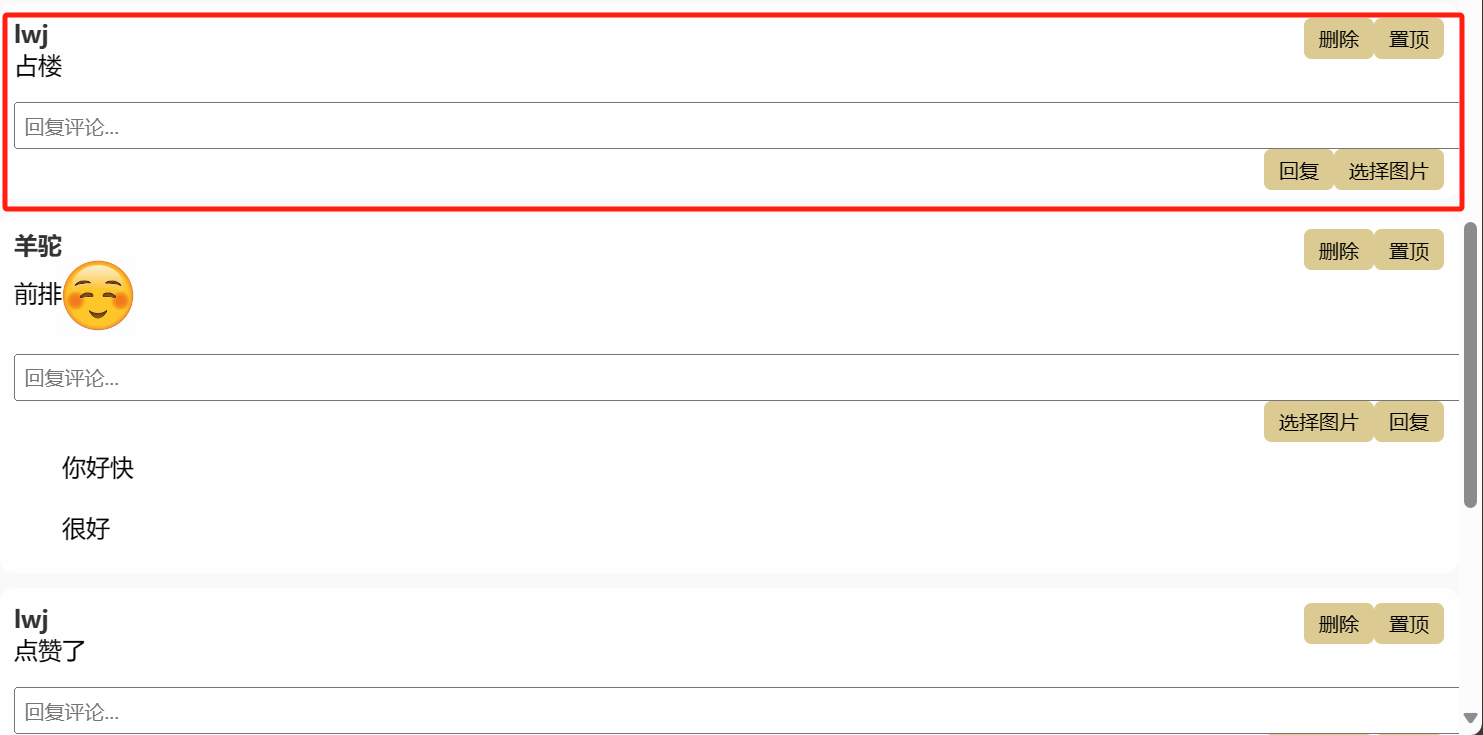 lwj 删除 置顶
占楼
回复评论...
回复 选择图片
羊驼 删除 置顶
前排
回复评论...
选择图片 回复
你好快
很好
lwj 删除 置顶
点赞了
回复评论...